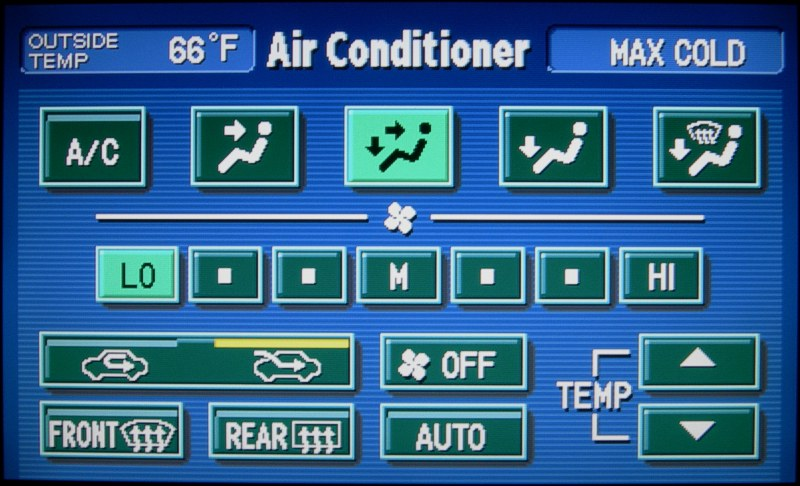 OUTSIDE TEMP 66°F
Air Conditioner
MAX COLD
A/C
LO
M
HI
OFF
TEMP
FRONT
REAR
AUTO